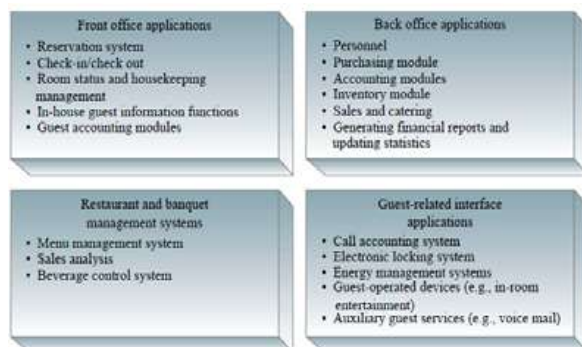 Front office applications
• Reservation system
• Check-in/check out
• Room status and housekeeping
management
• In-house guest information functions
• Guest accounting modules
Back office applications
• Personnel
• Purchasing module
• Accounting modules
• Inventory module
• Sales and catering
• Generating financial reports and
updating statistics
Restaurant and banquet
management systems
• Menu management system
• Sales analysis
• Beverage control system
Guest-related interface
applications
• Call accounting system
• Electronic locking system
• Energy management systems
• Guest-operated devices (e.g., in-room
entertainment)
• Auxiliary guest services (e.g., voice mail)